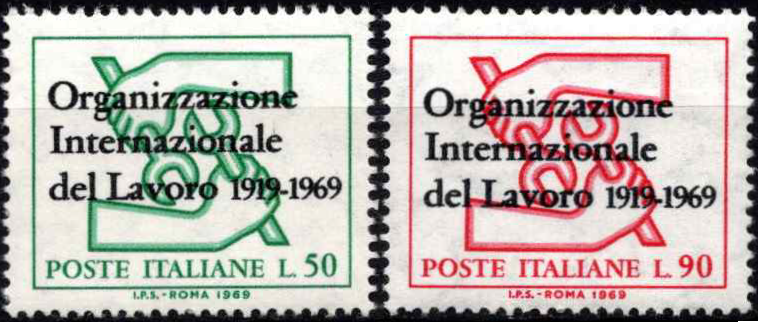 Organizzazione
Internazionale
del Lavoro 1919-1969
POSTE ITALIANE L. 50
I.P.S. - ROMA 1969
Organizzazione
Internazionale
del Lavoro 1919-1969
POSTE ITALIANE L. 90
I.P.S. - ROMA 1969